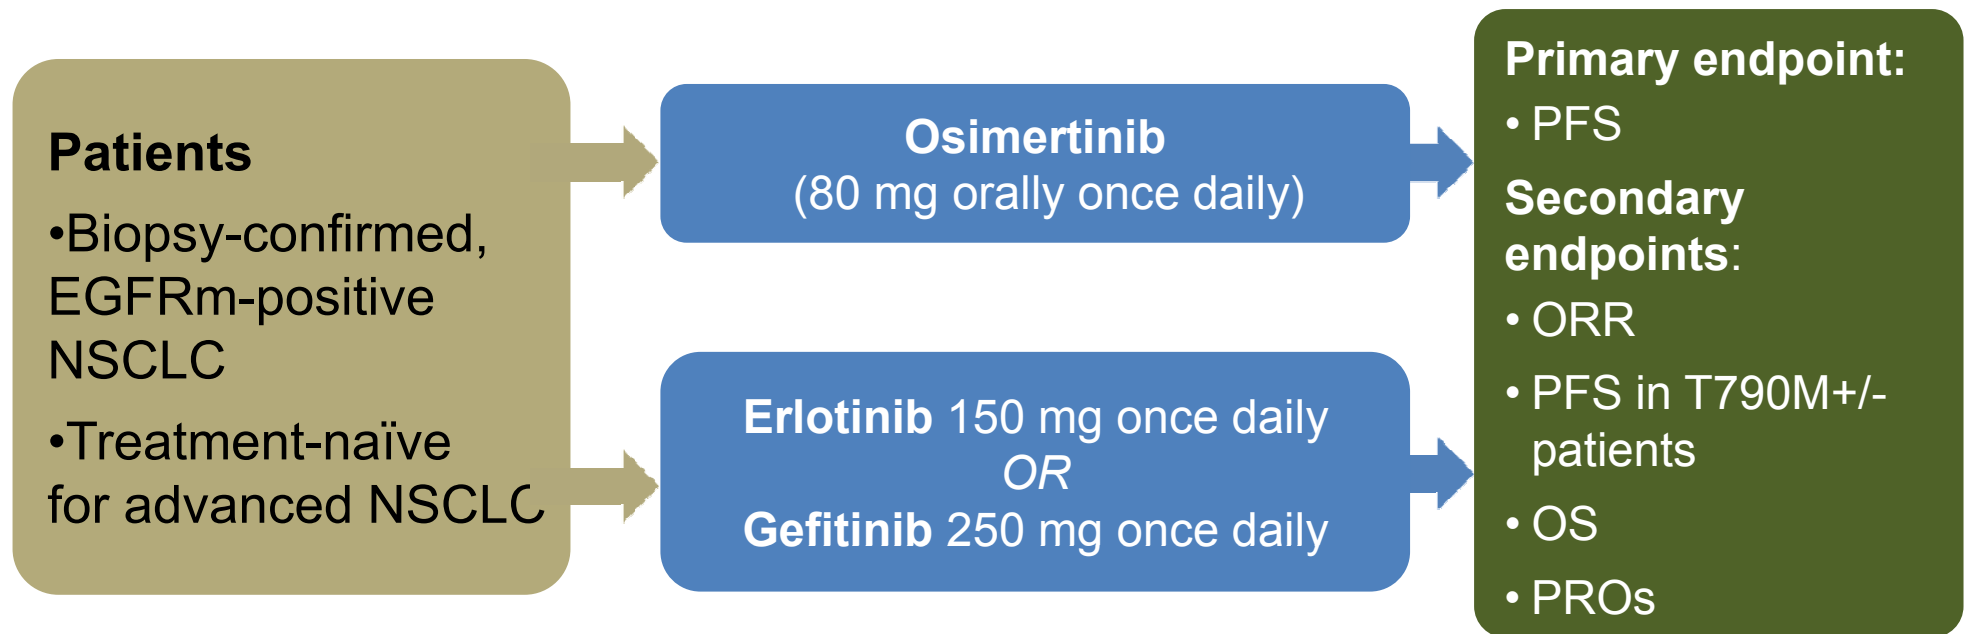 Patients
•Biopsy-confirmed,
EGFRm-positive
NSCLC
•Treatment-naïve
for advanced NSCLC
Osimertinib
(80 mg orally once daily)
Erlotinib 150 mg once daily
OR
Gefitinib 250 mg once daily
Primary endpoint:
• PFS
Secondary
endpoints:
• ORR
• PFS in T790M+/-
patients
• OS
• PROs